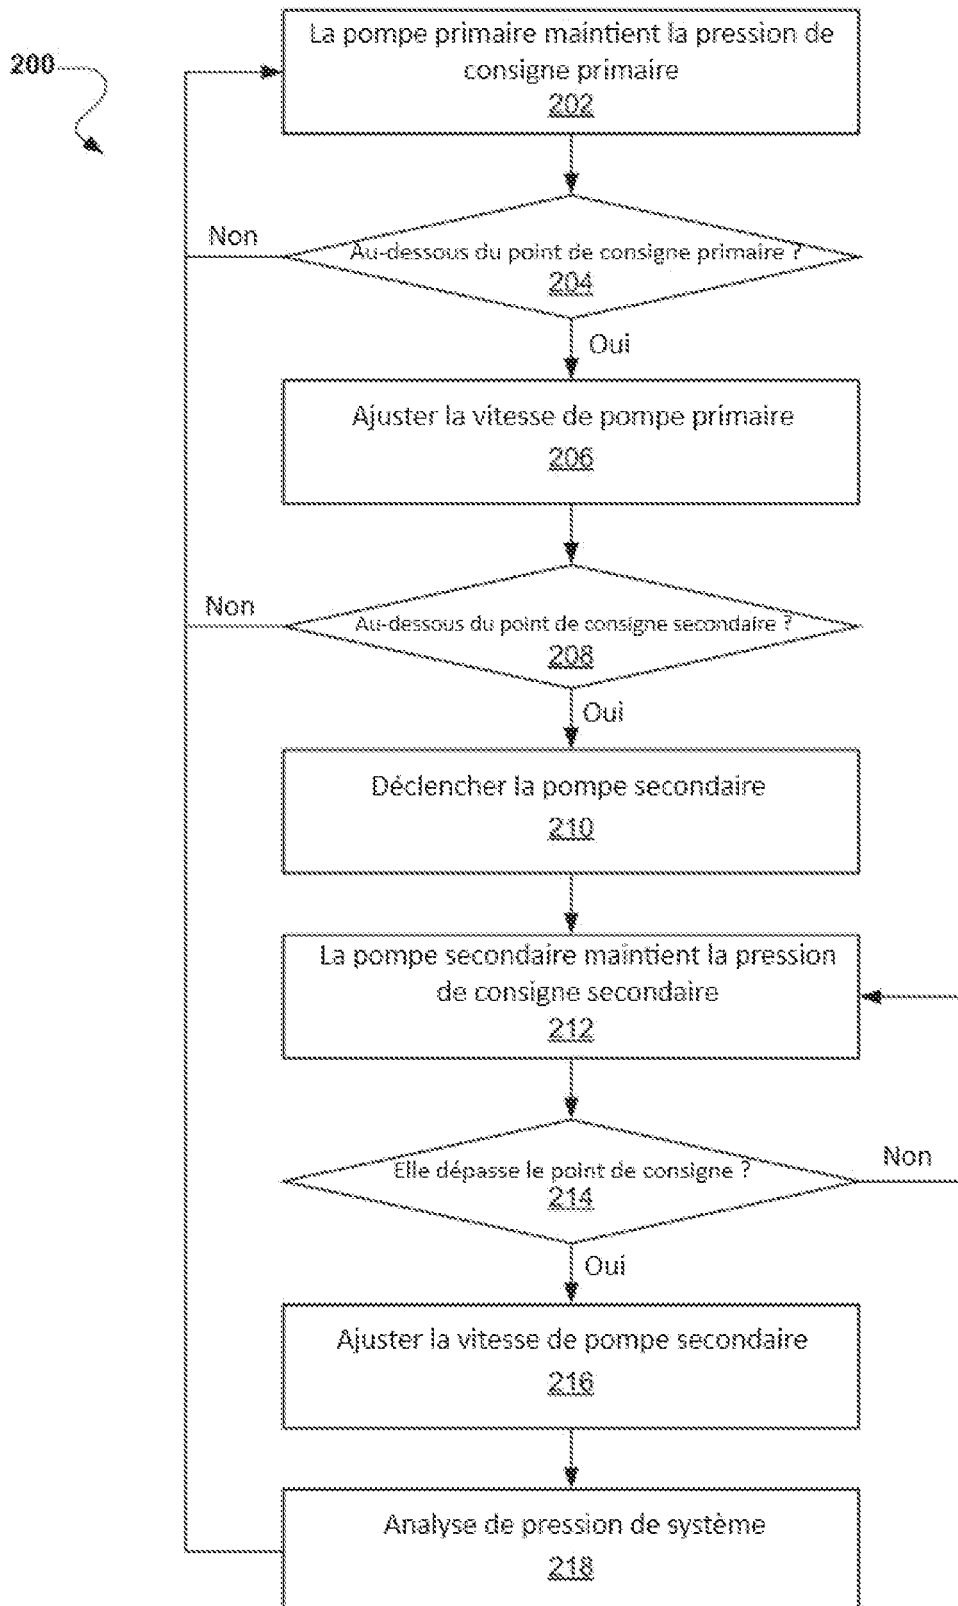 200
La pompe primaire maintient la pression de
consigne primaire
202
Non
Au-dessous du point de consigne primaire ?
204
Oui
Ajuster la vitesse de pompe primaire
206
Non
Au-dessous du point de consigne secondaire ?
208
Oui
Déclencher la pompe secondaire
210
La pompe secondaire maintient la pression
de consigne secondaire
212
Elle dépasse le point de consigne ?
214
Non
Oui
Ajuster la vitesse de pompe secondaire
216
Analyse de pression de système
218